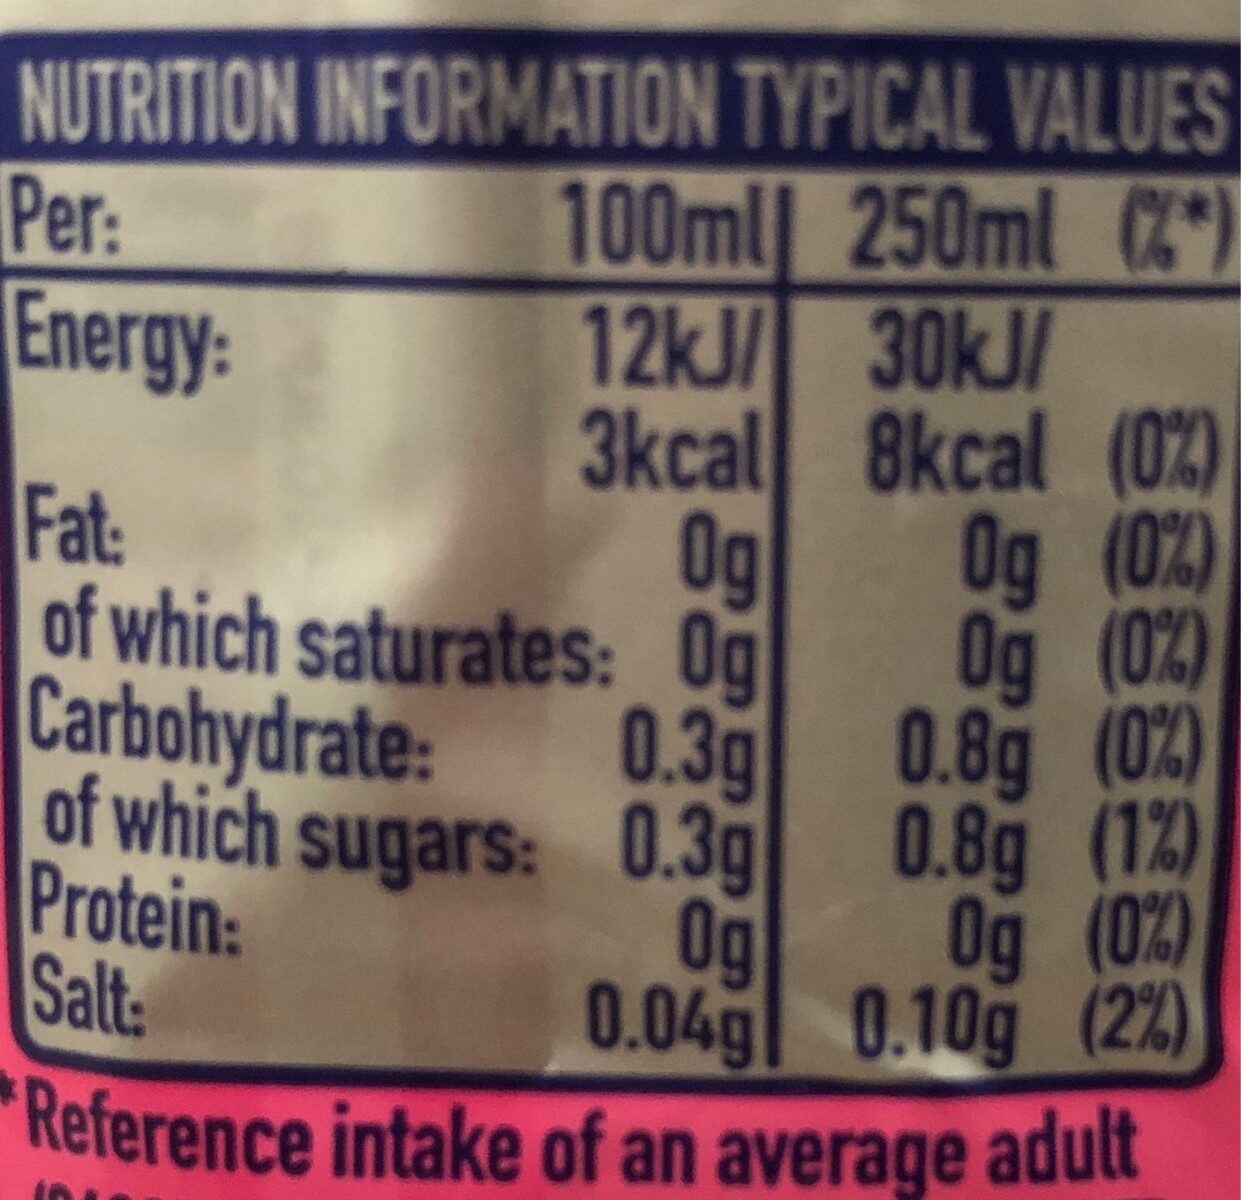 NUTRITION INFORMATION TYPICAL VALUES
Per: 100ml 250ml (%*)
Energy: 12kJ/ 30kJ/
3kcal 8kcal (0%)
Fat: 0g 0g (0%)
of which saturates: 0g 0g (0%)
Carbohydrate: 0.3g 0.8g (0%)
of which sugars: 0.3g 0.8g (1%)
Protein: 0g 0g (0%)
Salt: 0.04g 0.10g (2%)
*Reference intake of an average adult